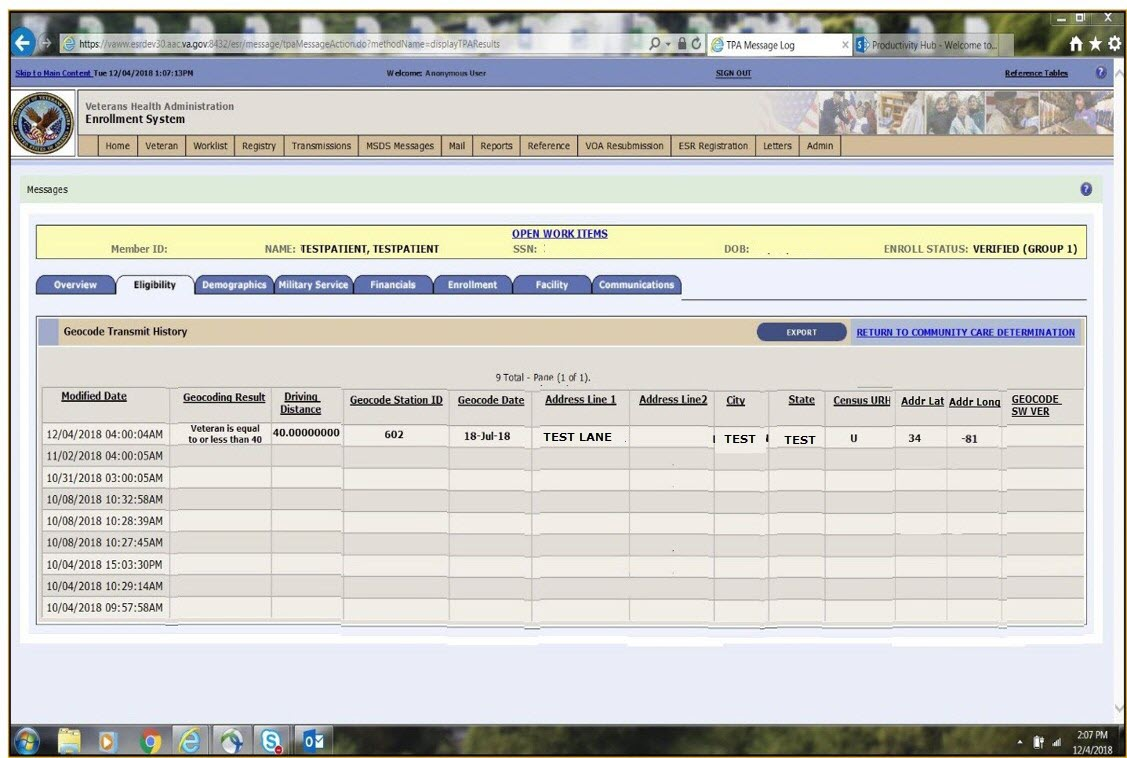 https://vaww.esrdev30.aac.va.gov:8432/esr/message/tpaMessageAction.do?methodName=displayTPAResults
TPA Message Log
Productivity Hub - Welcome to...
Skip to Main Content Tue 12/04/2018 1:07:13PM Welcome: Anonymous User SIGN OUT Reference Tables
Veterans Health Administration
Enrollment System
Home Veteran Worklist Registry Transmissions MSDS Messages Mail Reports Reference VOA Resubmission ESR Registration Letters Admin
Messages
OPEN WORK ITEMS
Member ID: NAME: TESTPATIENT, TESTPATIENT SSN: DOB: ENROLL STATUS: VERIFIED (GROUP 1)
Overview Eligibility Demographics Military Service Financials Enrollment Facility Communications
Geocode Transmit History EXPORT RETURN TO COMMUNITY CARE DETERMINATION
9 Total - Page (1 of 1).
Modified Date Geocoding Result Driving Distance Geocode Station ID Geocode Date Address Line 1 Address Line2 City State Census URH Addr Lat Addr Long GEOCODE SW VER
12/04/2018 04:00:04AM Veteran is equal to or less than 40 40.00000000 602 18-Jul-18 TEST LANE TEST TEST U 34 -81
11/02/2018 04:00:05AM
10/31/2018 03:00:05AM
10/08/2018 10:32:58AM
10/08/2018 10:28:39AM
10/08/2018 10:27:45AM
10/04/2018 15:03:30PM
10/04/2018 10:29:14AM
10/04/2018 09:57:58AM
2:07 PM
12/4/2018